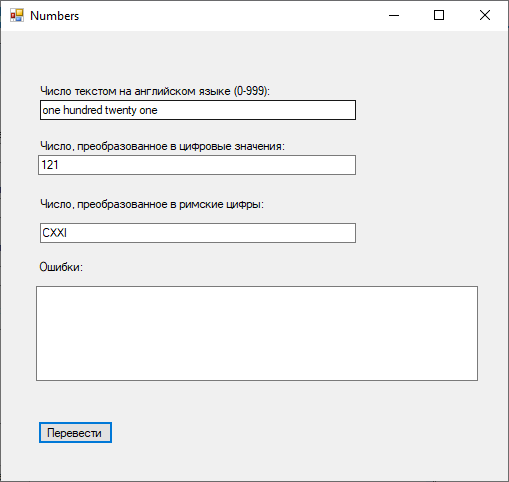 Numbers
Число текстом на английском языке (0-999):
one hundred twenty one
Число, преобразованное в цифровые значения:
121
Число, преобразованное в римские цифры:
CXXI
Ошибки:
Перевести